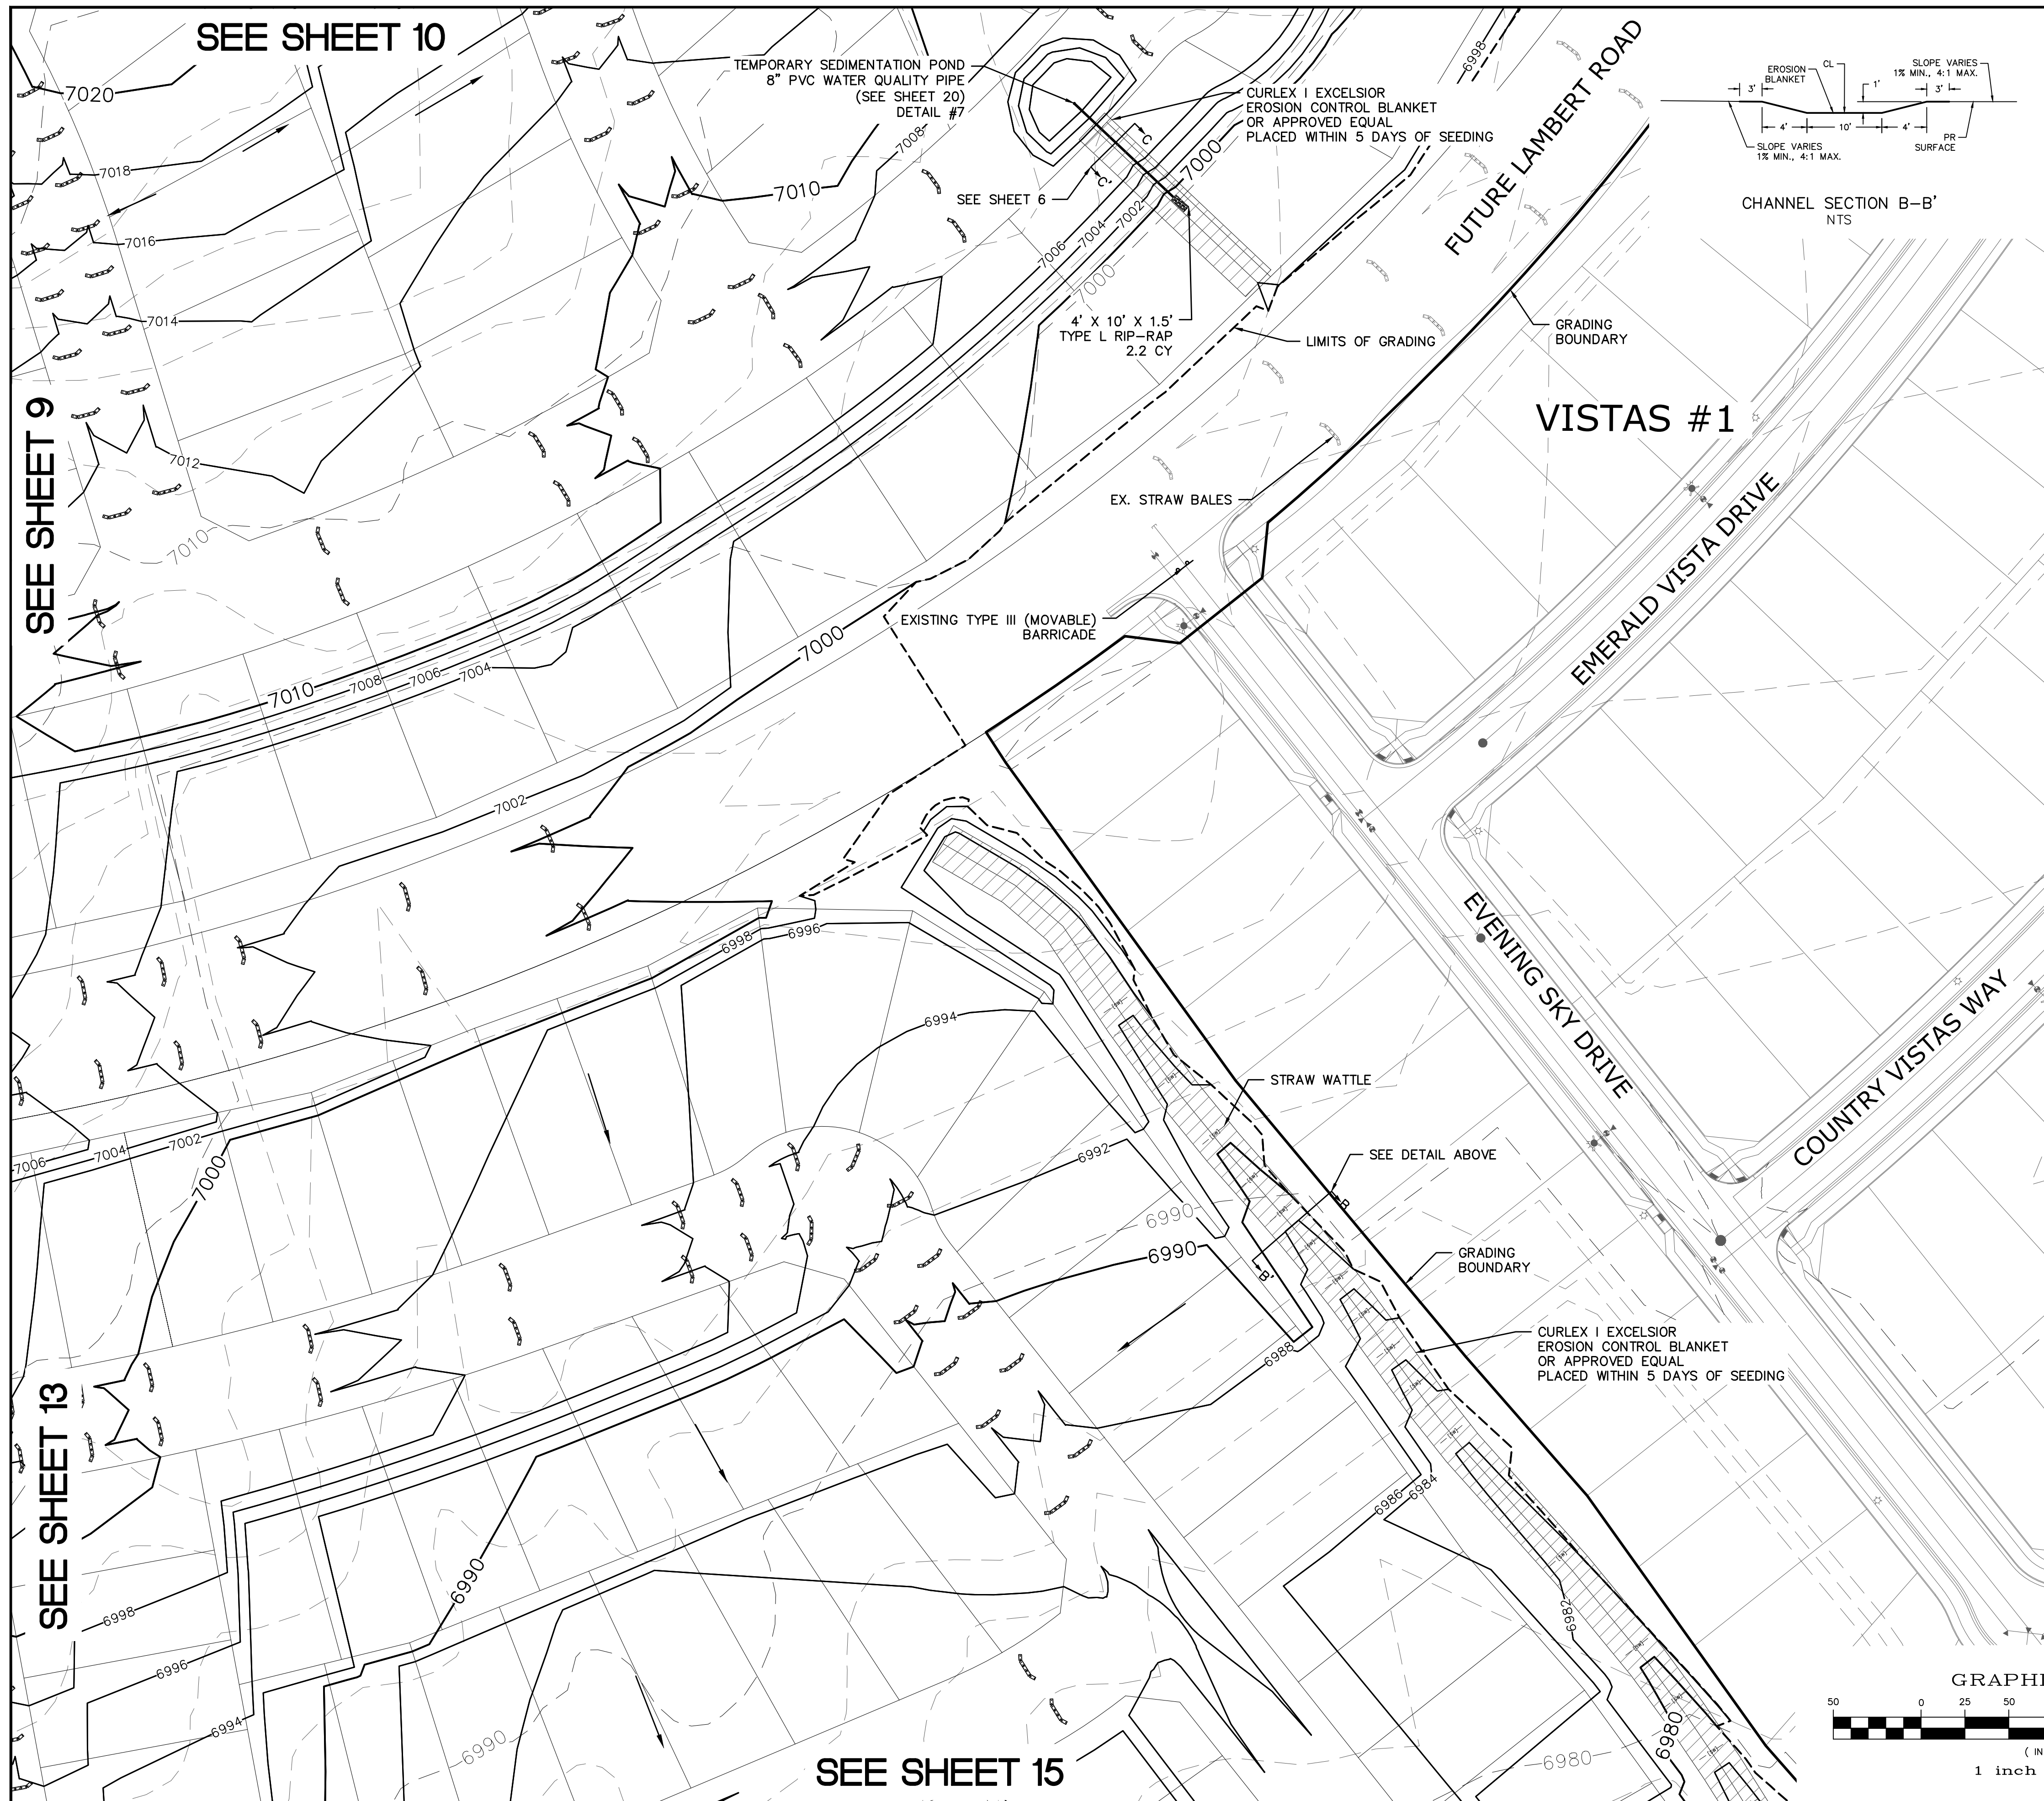 SEE SHEET 10
7020
7018
7016
7014
7012
7010
TEMPORARY SEDIMENTATION POND
8" PVC WATER QUALITY PIPE
(SEE SHEET 20)
DETAIL #7
7008
7010
CURLEX I EXCELSIOR
EROSION CONTROL BLANKET
OR APPROVED EQUAL
PLACED WITHIN 5 DAYS OF SEEDING
C
C'
SEE SHEET 6
7006
7004
7002
7000
7000
6998
4' X 10' X 1.5'
TYPE L RIP-RAP
2.2 CY
LIMITS OF GRADING
FUTURE LAMBERT ROAD
GRADING
BOUNDARY
EROSION
BLANKET
CL
SLOPE VARIES
1% MIN., 4:1 MAX.
3'
1'
3'
4'
10'
4'
PR
SURFACE
SLOPE VARIES
1% MIN., 4:1 MAX.
CHANNEL SECTION B-B'
NTS
VISTAS #1
SEE SHEET 9
EX. STRAW BALES
EXISTING TYPE III (MOVABLE)
BARRICADE
EMERALD VISTA DRIVE
7010
7008
7006
7004
7000
7002
6998
6996
6994
EVENING SKY DRIVE
COUNTRY VISTAS WAY
STRAW WATTLE
SEE DETAIL ABOVE
B
B'
7006
7004
7002
7000
6992
6990
6990
GRADING
BOUNDARY
CURLEX I EXCELSIOR
EROSION CONTROL BLANKET
OR APPROVED EQUAL
PLACED WITHIN 5 DAYS OF SEEDING
6988
6986
6984
6982
6980
6980
SEE SHEET 13
6998
6996
6994
6990
6990
SEE SHEET 15
GRAPHI
50
0
25
50
( IN
1 inch